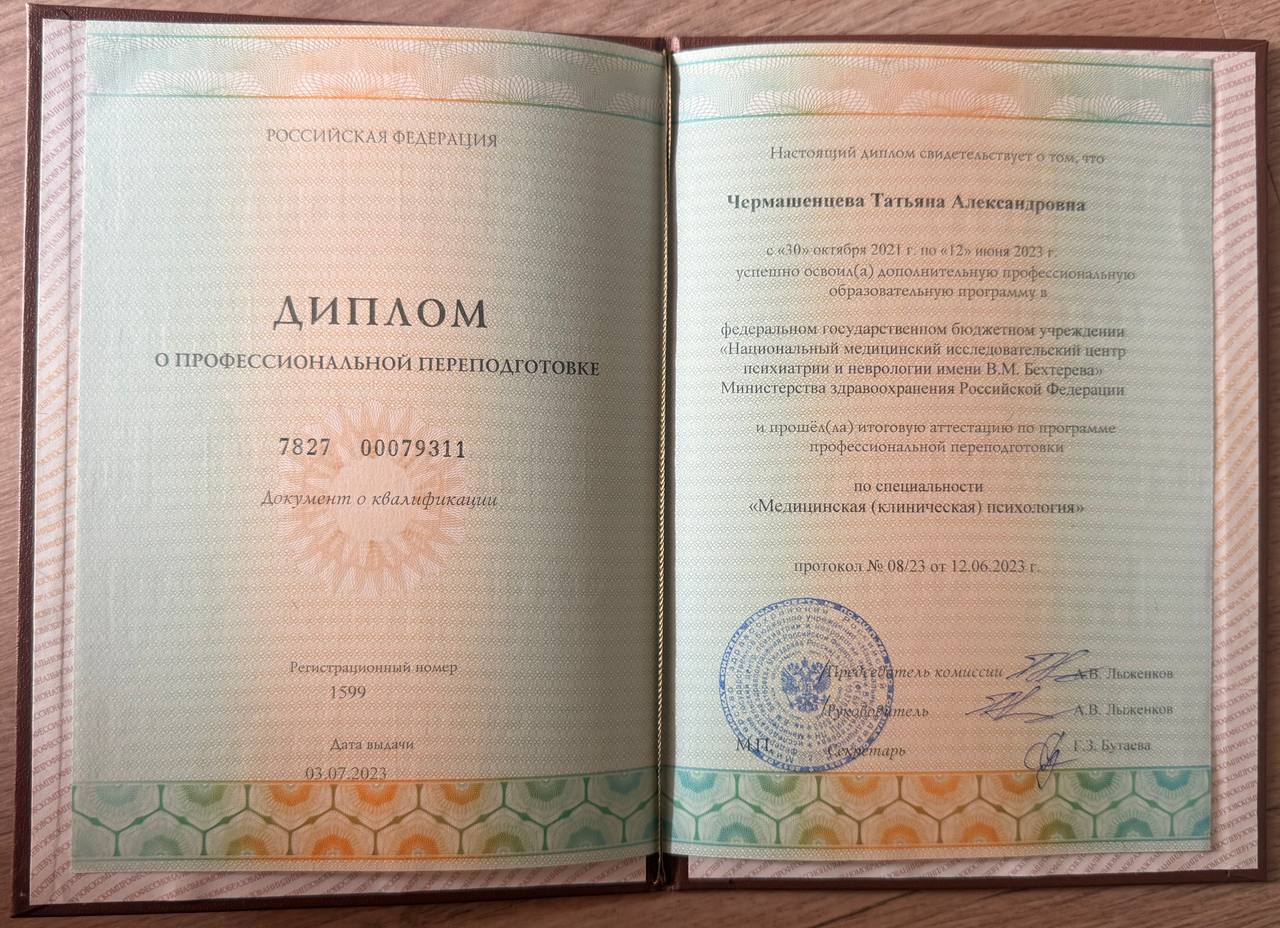 РОССИЙСКАЯ ФЕДЕРАЦИЯ
ДИПЛОМ
О ПРОФЕССИОНАЛЬНОЙ ПЕРЕПОДГОТОВКЕ
7827 00079311
Документ о квалификации
Регистрационный номер
1599
Дата выдачи
03.07.2023
Настоящий диплом свидетельствует о том, что
Чермашенцева Татьяна Александровна
с «30» октября 2021 г. по «12» июня 2023 г.
успешно освоил(а) дополнительную профессиональную
образовательную программу в
федеральном государственном бюджетном учреждении
«Национальный медицинский исследовательский центр
психиатрии и неврологии имени В.М. Бехтерева»
Министерства здравоохранения Российской Федерации
и прошёл(ла) итоговую аттестацию по программе
профессиональной переподготовки
по специальности
«Медицинская (клиническая) психология»
протокол № 08/23 от 12.06.2023 г.
Председатель комиссии А.В. Лыженков
Руководитель А.В. Лыженков
М.П. Секретарь Г.З. Бутаева